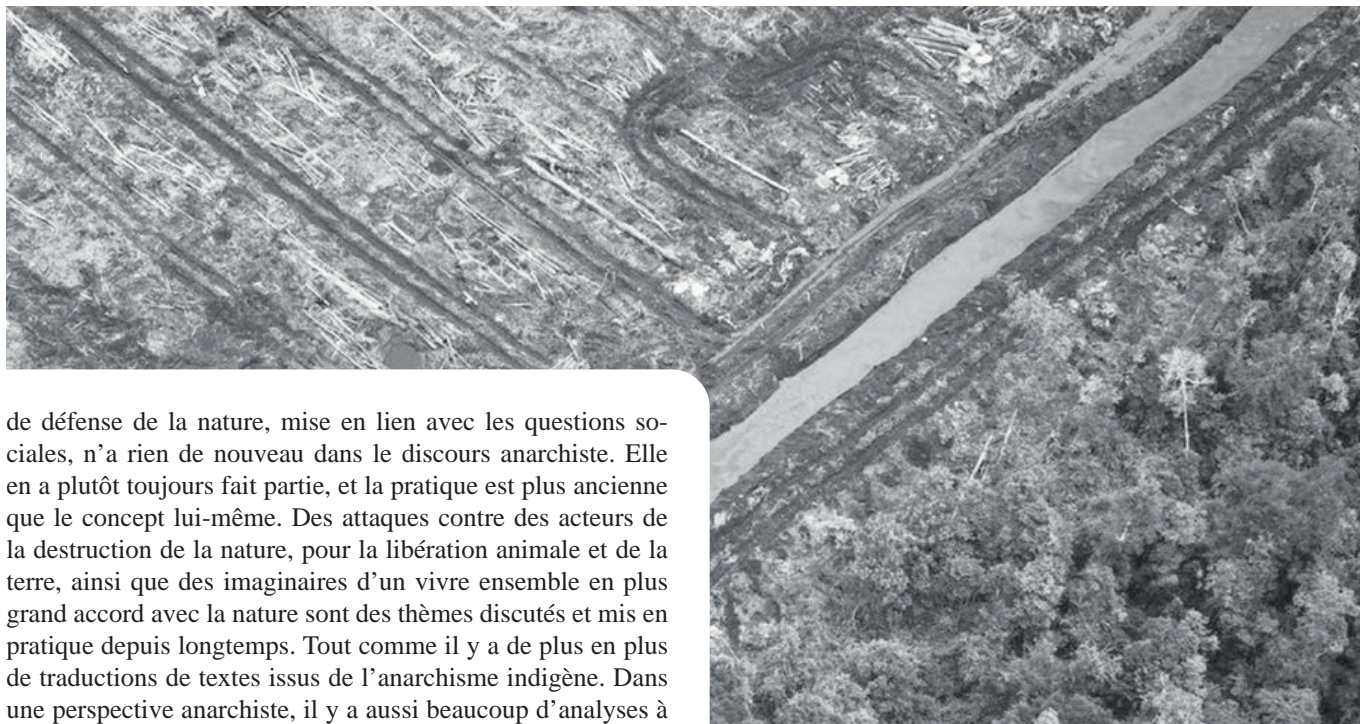 de défense de la nature, mise en lien avec les questions so-
ciales, n’a rien de nouveau dans le discours anarchiste. Elle
en a plutôt toujours fait partie, et la pratique est plus ancienne
que le concept lui-même. Des attaques contre des acteurs de
la destruction de la nature, pour la libération animale et de la
terre, ainsi que des imaginaires d’un vivre ensemble en plus
grand accord avec la nature sont des thèmes discutés et mis en
pratique depuis longtemps. Tout comme il y a de plus en plus
de traductions de textes issus de l’anarchisme indigène. Dans
une perspective anarchiste, il y a aussi beaucoup d’analyses à